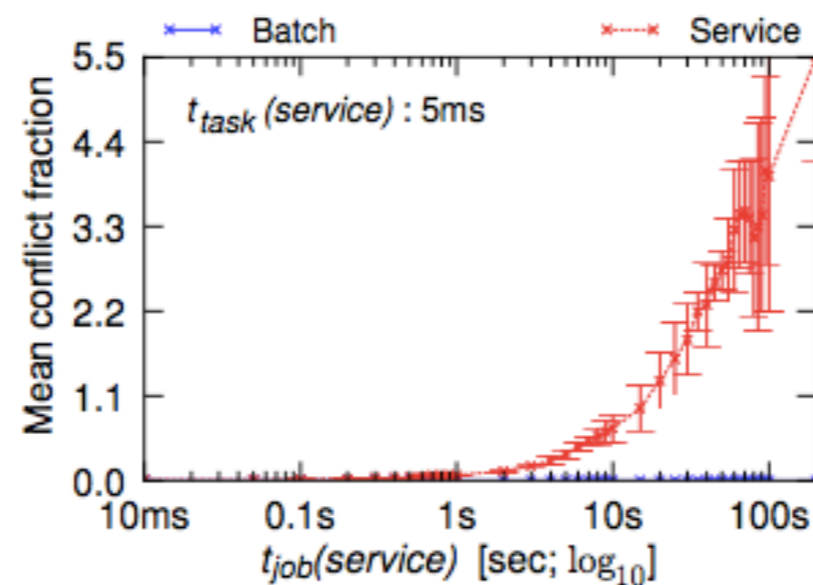 Batch Service
5.5
t_task (service) : 5ms
4.4
3.3
2.2
1.1
0.0
Mean conflict fraction
10ms 0.1s 1s 10s 100s
t_job(service) [sec; log₁₀]